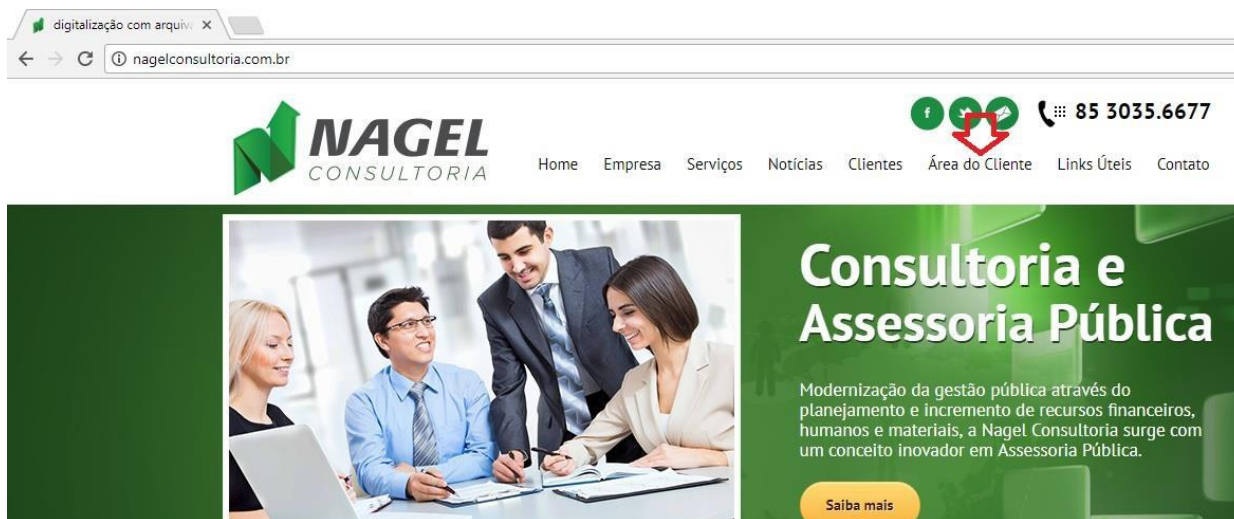 digitalização com arquiv
nagelconsultoria.com.br
NAGEL
CONSULTORIA
85 3035.6677
Home Empresa Serviços Notícias Clientes Área do Cliente Links Úteis Contato
Consultoria e
Assessoria Pública
Modernização da gestão pública através do
planejamento e incremento de recursos financeiros,
humanos e materiais, a Nagel Consultoria surge com
um conceito inovador em Assessoria Pública.
Saiba mais